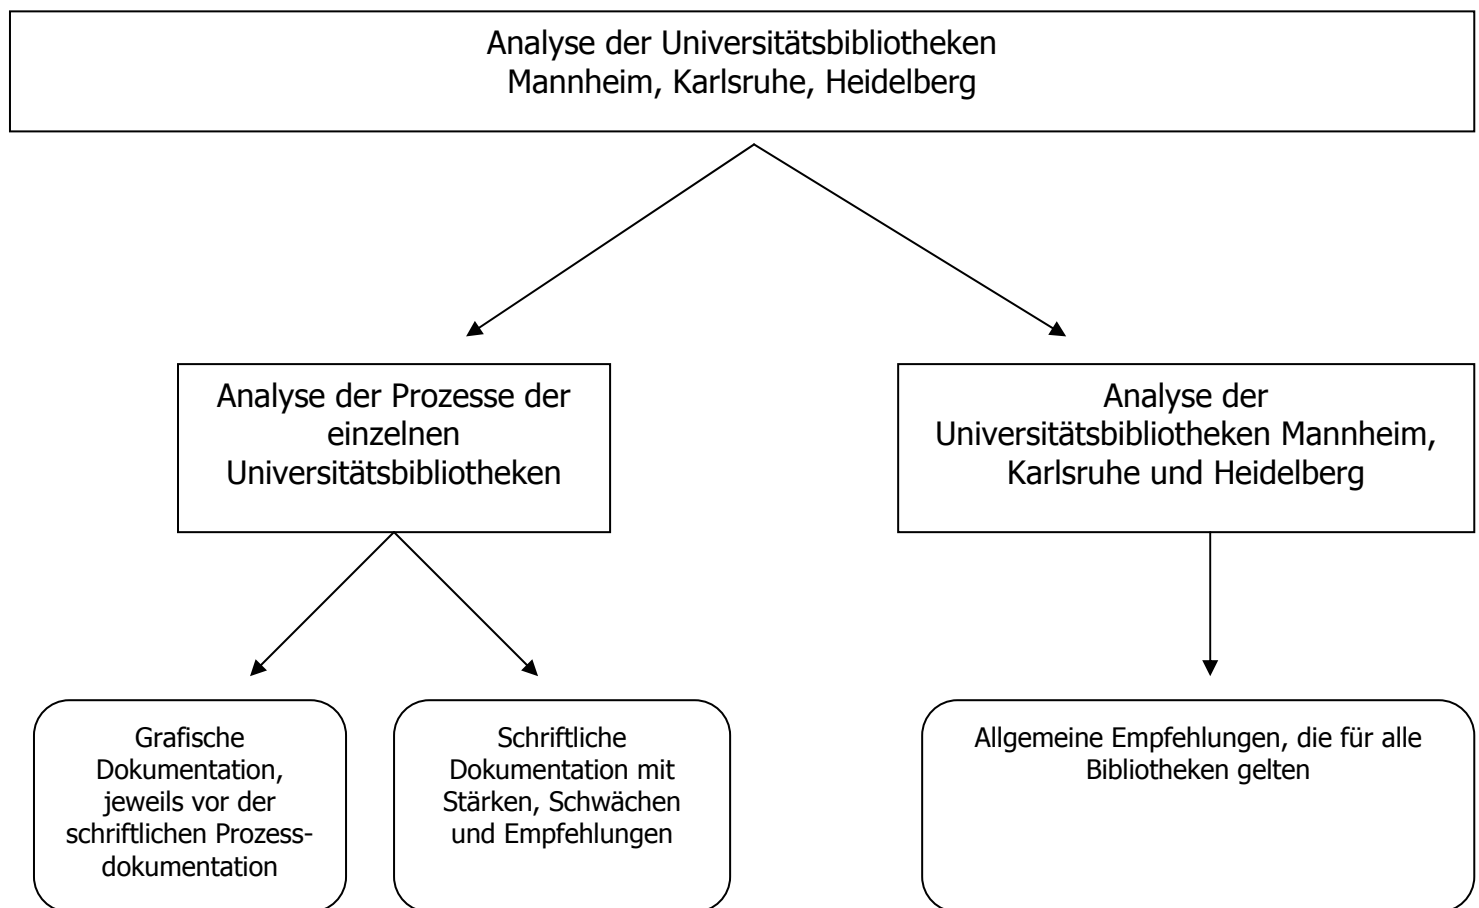 Analyse der Universitätsbibliotheken
Mannheim, Karlsruhe, Heidelberg
Analyse der Prozesse der
einzelnen
Universitätsbibliotheken
Analyse der
Universitätsbibliotheken Mannheim,
Karlsruhe und Heidelberg
Grafische
Dokumentation,
jeweils vor der
schriftlichen Prozess-
dokumentation
Schriftliche
Dokumentation mit
Stärken, Schwächen
und Empfehlungen
Allgemeine Empfehlungen, die für alle
Bibliotheken gelten